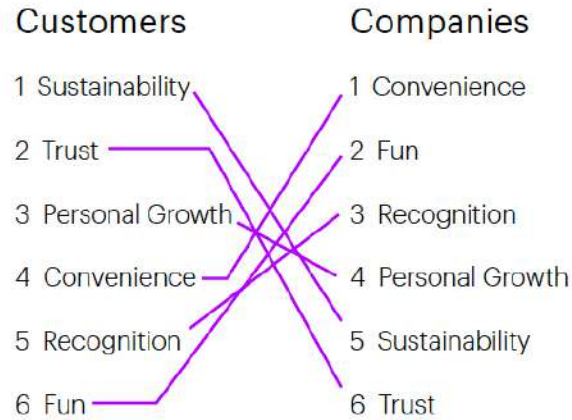 Customers
1 Sustainability
2 Trust
3 Personal Growth
4 Convenience
5 Recognition
6 Fun
Companies
1 Convenience
2 Fun
3 Recognition
4 Personal Growth
5 Sustainability
6 Trust